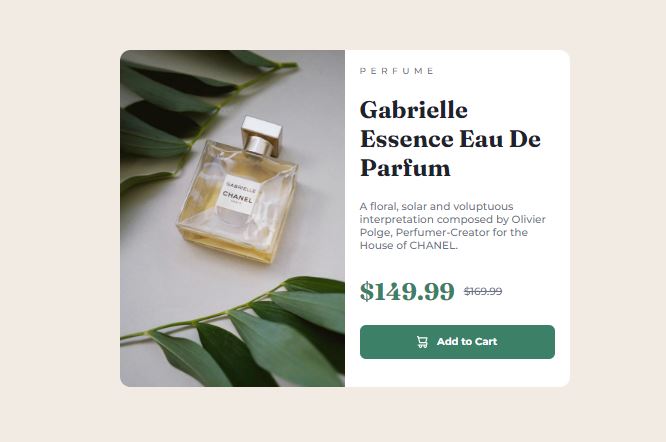 GABRIELLE
CHANEL
PARIS
PERFUME
Gabrielle
Essence Eau De
Parfum
A floral, solar and voluptuous
interpretation composed by Olivier
Polge, Perfumer-Creator for the
House of CHANEL.
$149.99 $169.99
Add to Cart